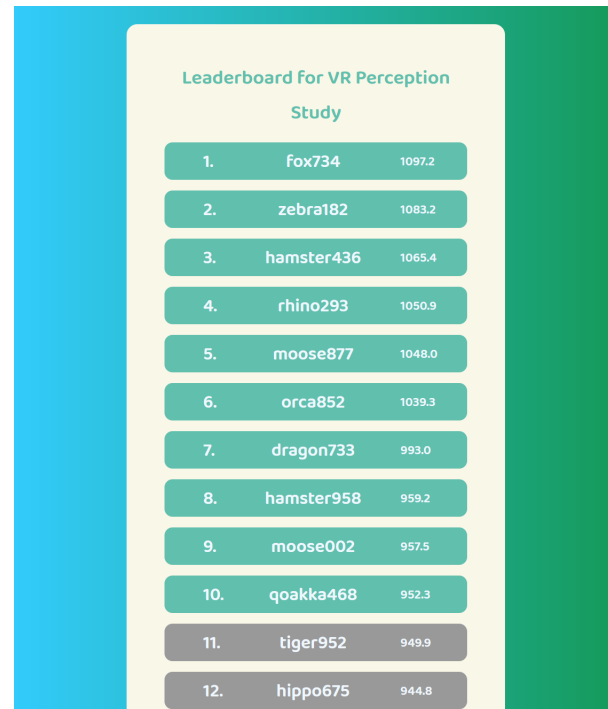 Leaderboard for VR Perception
Study
1. fox734 1097.2
2. zebra182 1083.2
3. hamster436 1065.4
4. rhino293 1050.9
5. moose877 1048.0
6. orca852 1039.3
7. dragon733 993.0
8. hamster958 959.2
9. moose002 957.5
10. qoakka468 952.3
11. tiger952 949.9
12. hippo675 944.8